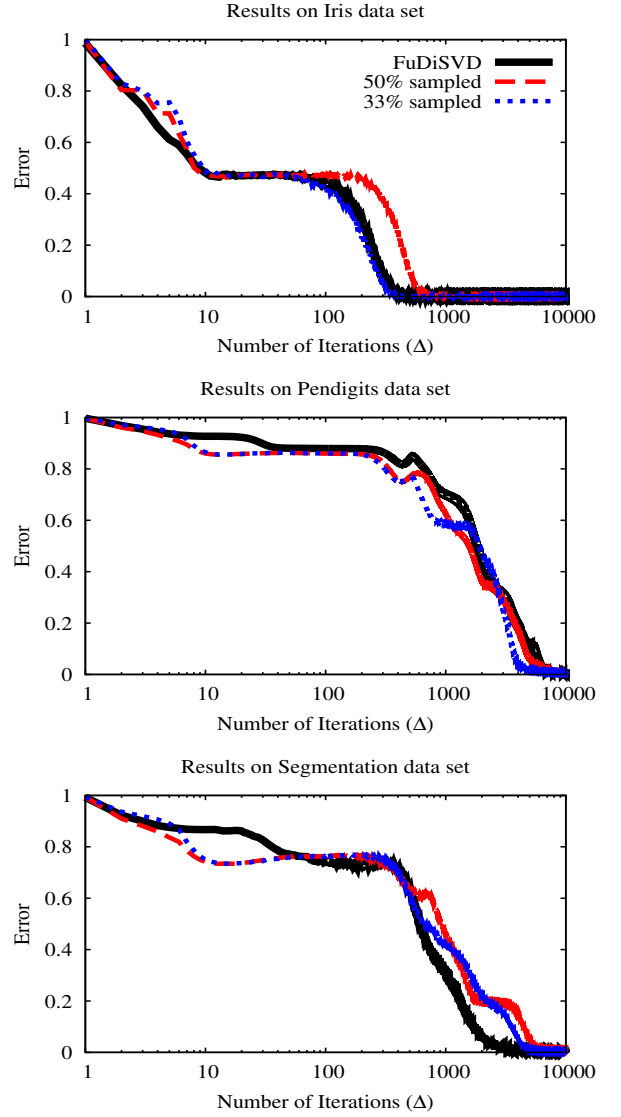 Results on Iris data set
1
0.8
0.6
0.4
0.2
0
Error
FuDiSVD
50% sampled
33% sampled
1 10 100 1000 10000
Number of Iterations (Δ)
Results on Pendigits data set
1
0.8
0.6
0.4
0.2
0
Error
1 10 100 1000 10000
Number of Iterations (Δ)
Results on Segmentation data set
1
0.8
0.6
0.4
0.2
0
Error
1 10 100 1000 10000
Number of Iterations (Δ)